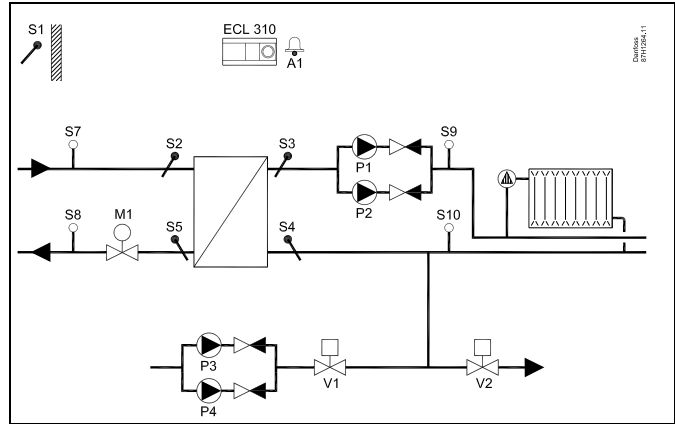 S1
ECL 310
A1
Danfoss
87H1264.11
S7
S2
S3
P1
S9
P2
S8
M1
S5
S4
S10
P3
V1
V2
P4